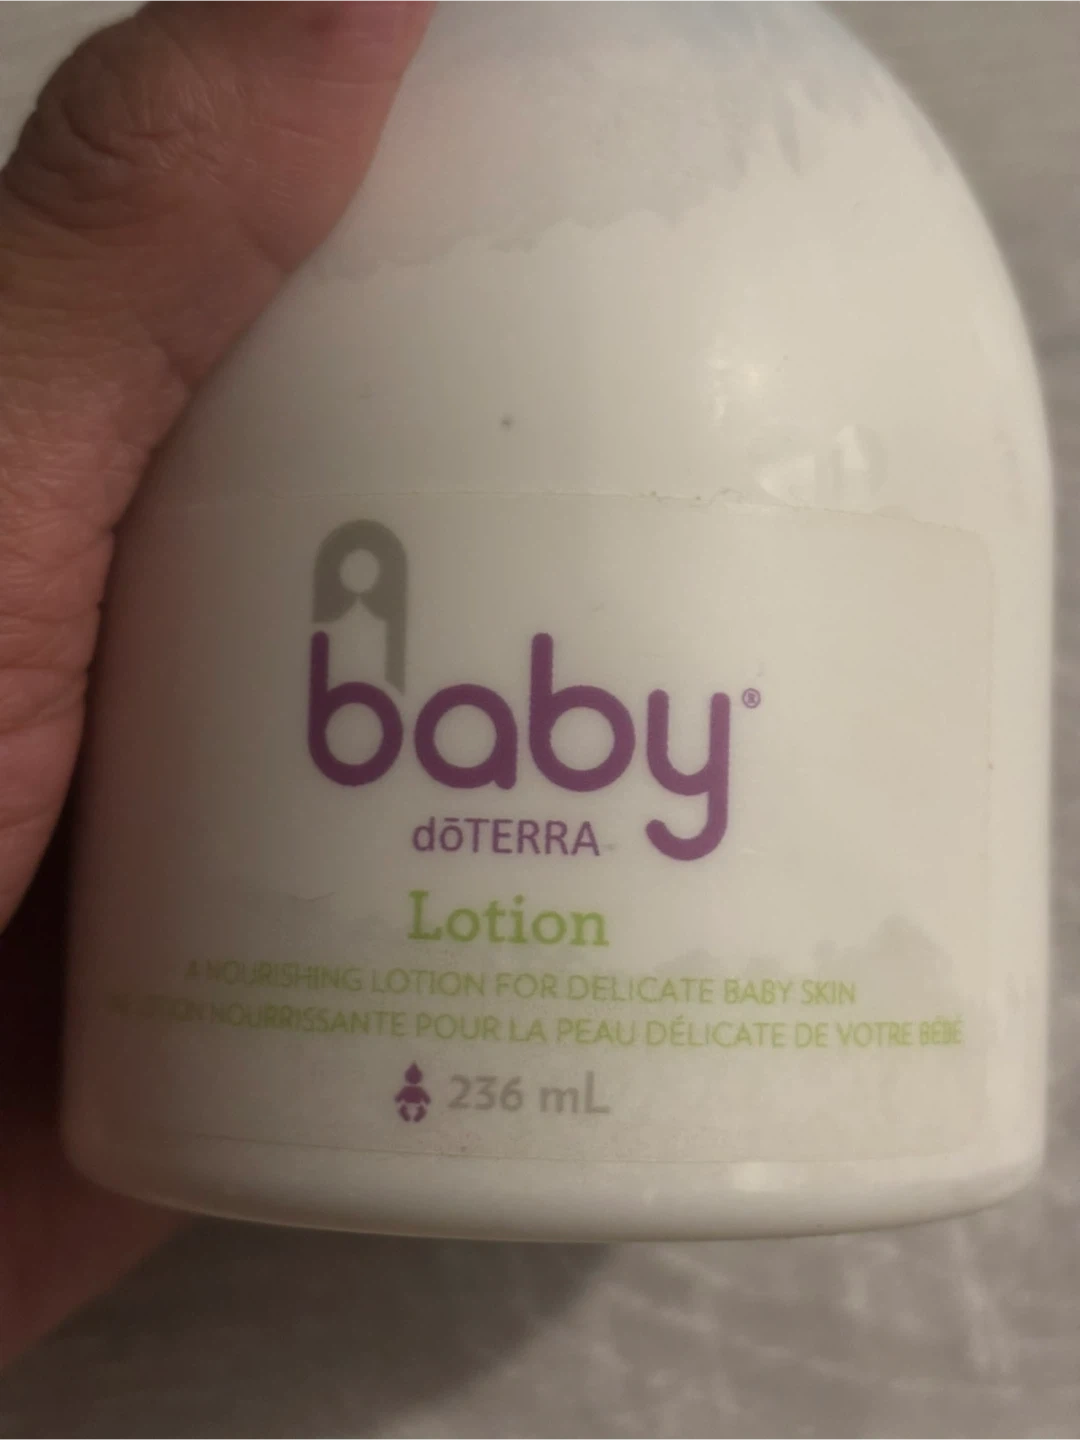 baby®
dōTERRA
Lotion
A NOURISHING LOTION FOR DELICATE BABY SKIN
LOTION NOURRISSANTE POUR LA PEAU DÉLICATE DE VOTRE BÉBÉ
236 mL